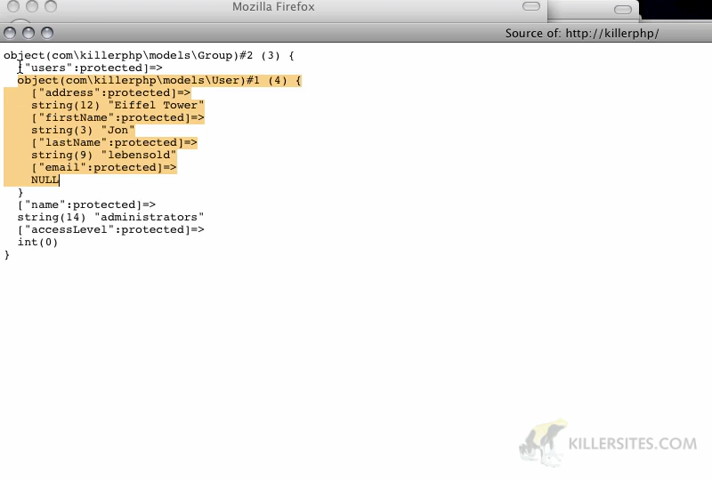 Mozilla Firefox
Source of: http://killerphp/
object(com\killerphp\models\Group)#2 (3) {
["users":protected]=>
object(com\killerphp\models\User)#1 (4) {
["address":protected]=>
string(12) "Eiffel Tower"
["firstName":protected]=>
string(3) "Jon"
["lastName":protected]=>
string(9) "lebensold"
["email":protected]=>
NULL
}
["name":protected]=>
string(14) "administrators"
["accessLevel":protected]=>
int(0)
}
KILLERSITES.COM